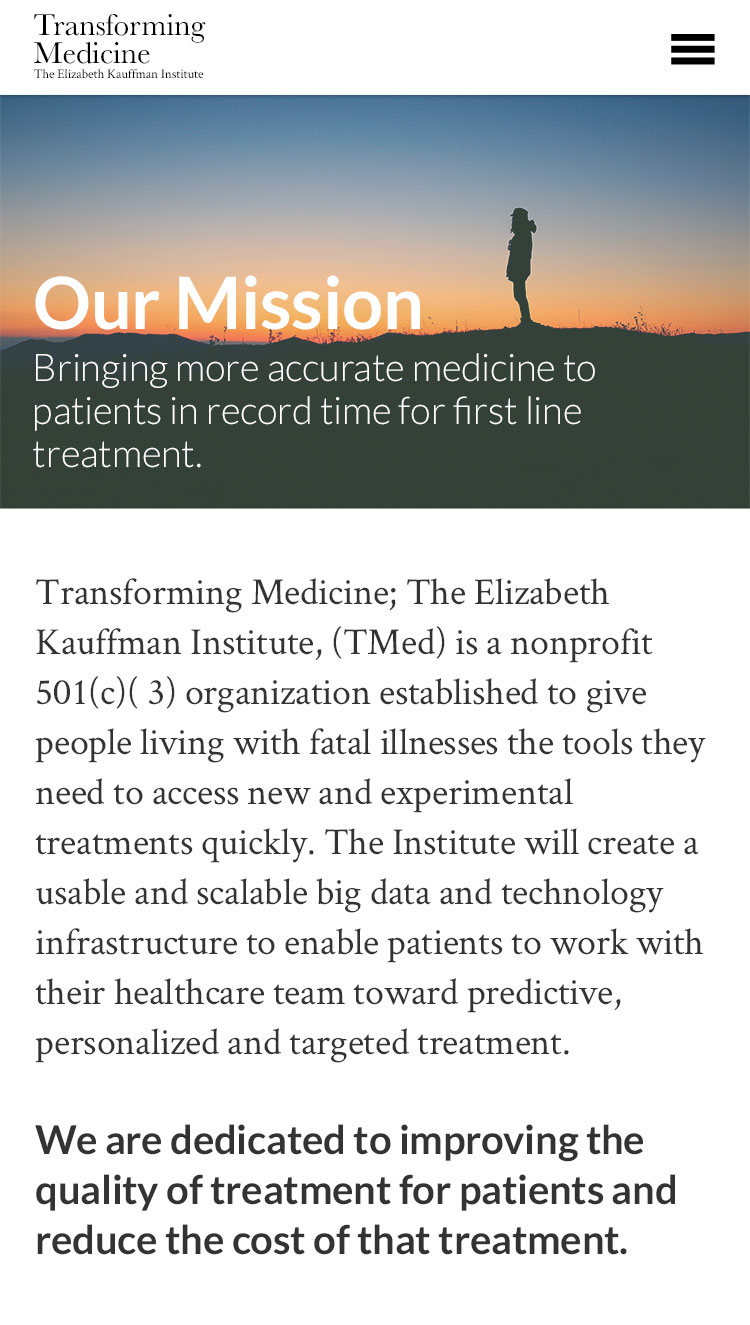 Transforming
Medicine
The Elizabeth Kauffman Institute
Our Mission
Bringing more accurate medicine to
patients in record time for first line
treatment.
Transforming Medicine; The Elizabeth
Kauffman Institute, (TMed) is a nonprofit
501(c)( 3) organization established to give
people living with fatal illnesses the tools they
need to access new and experimental
treatments quickly. The Institute will create a
usable and scalable big data and technology
infrastructure to enable patients to work with
their healthcare team toward predictive,
personalized and targeted treatment.
We are dedicated to improving the
quality of treatment for patients and
reduce the cost of that treatment.